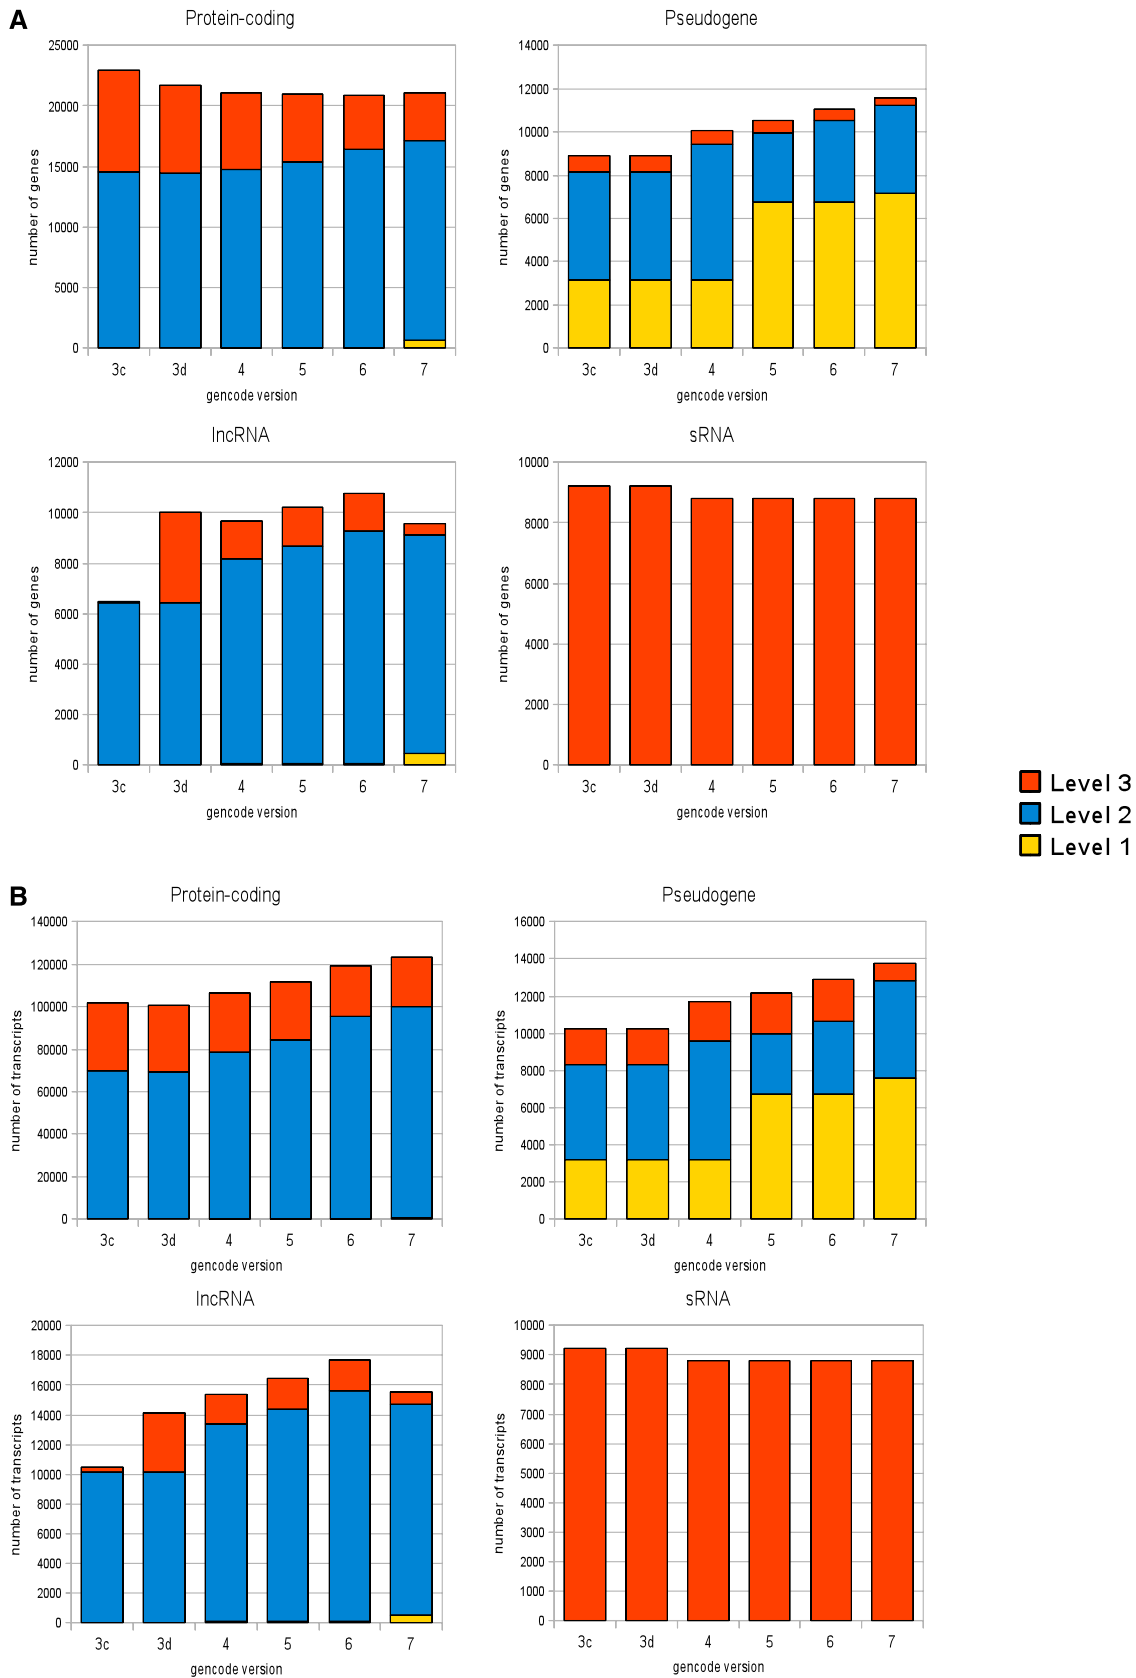 A
Protein-coding
25000
20000
15000
10000
5000
0
number of genes
3c 3d 4 5 6 7
gencode version
Pseudogene
14000
12000
10000
8000
6000
4000
2000
0
number of genes
3c 3d 4 5 6 7
gencode version
lncRNA
12000
10000
8000
6000
4000
2000
0
number of genes
3c 3d 4 5 6 7
gencode version
sRNA
10000
8000
6000
4000
2000
0
number of genes
3c 3d 4 5 6 7
gencode version
Level 3
Level 2
Level 1
B
Protein-coding
140000
120000
100000
80000
60000
40000
20000
0
number of transcripts
3c 3d 4 5 6 7
gencode version
Pseudogene
16000
14000
12000
10000
8000
6000
4000
2000
0
number of transcripts
3c 3d 4 5 6 7
gencode version
lncRNA
20000
18000
16000
14000
12000
10000
8000
6000
4000
2000
0
number of transcripts
3c 3d 4 5 6 7
gencode version
sRNA
10000
9000
8000
7000
6000
5000
4000
3000
2000
1000
0
number of transcripts
3c 3d 4 5 6 7
gencode version